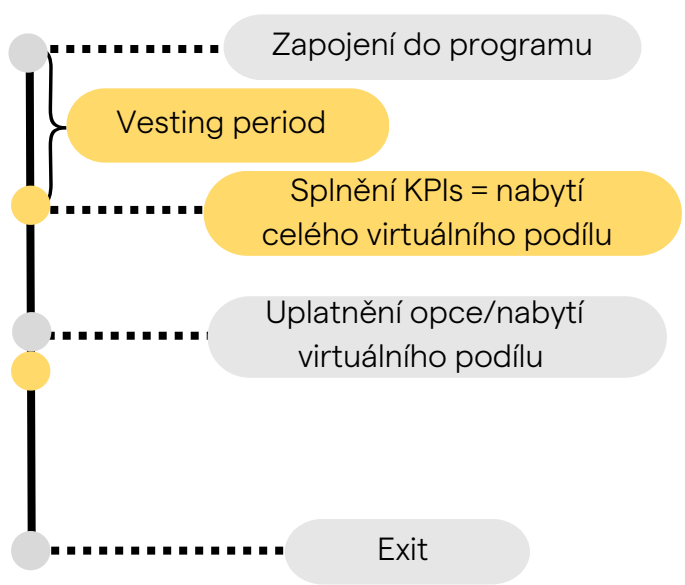 Zapojení do programu
Vesting period
Splnění KPIs = nabytí
celého virtuálního podílu
Uplatnění opce/nabytí
virtuálního podílu
Exit